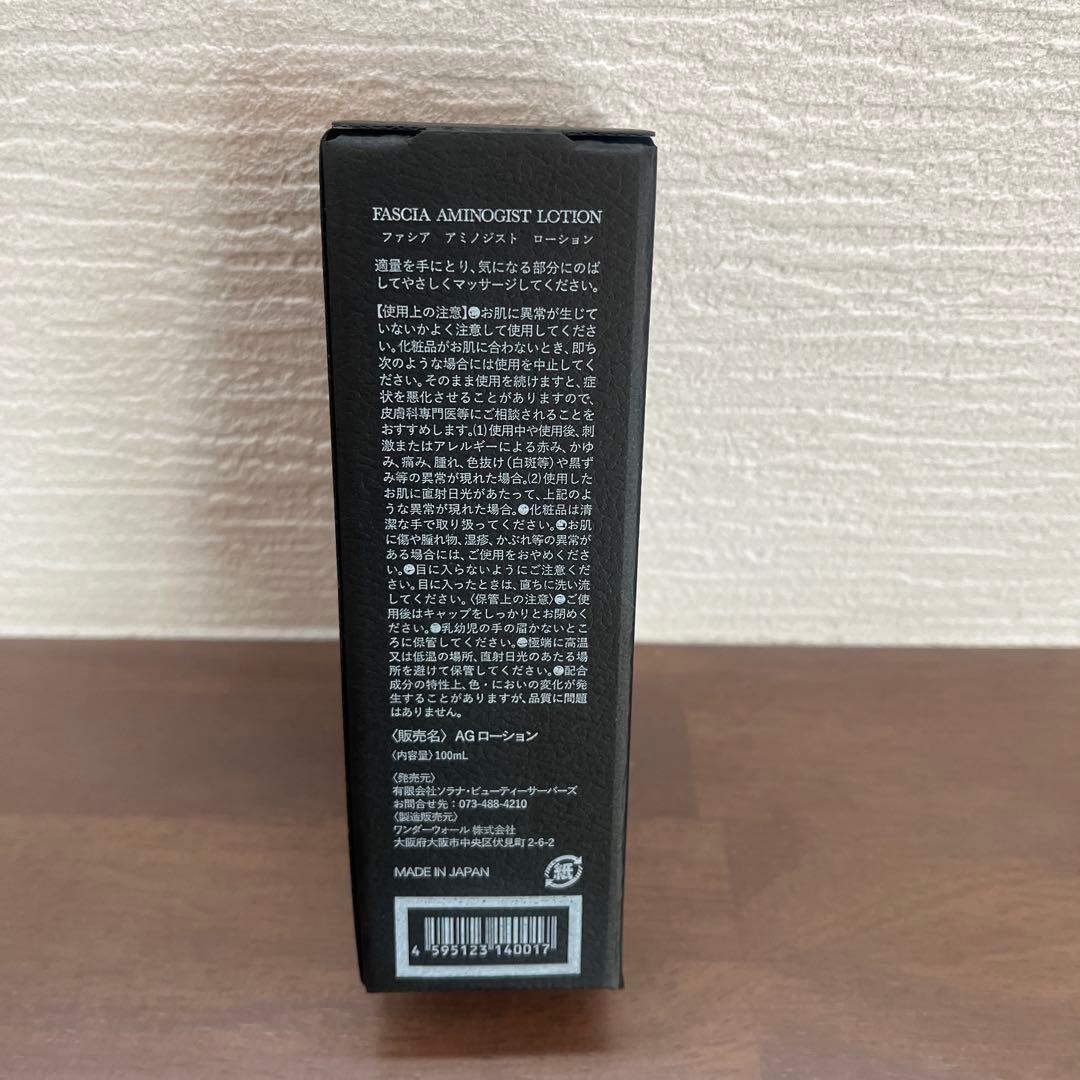 FASCIA AMINOGIST LOTION
ファシア アミノジスト ローション
適量を手にとり、気になる部分にのば
してやさしくマッサージしてください。
【使用上の注意】●お肌に異常が生じて
いないかよく注意して使用してくださ
い。化粧品がお肌に合わないとき、即ち
次のような場合には使用を中止してく
ださい。そのまま使用を続けますと、症
状を悪化させることがありますので、
皮膚科専門医等にご相談されることを
おすすめします。(1)使用中や使用後、刺
激またはアレルギーによる赤み、かゆ
み、痛み、腫れ、色抜け(白斑等)や黒ず
み等の異常が現れた場合。(2)使用した
お肌に直射日光があたって、上記のよ
うな異常が現れた場合。●化粧品は清
潔な手で取り扱ってください。●お肌
に傷や腫れ物、湿疹、かぶれ等の異常が
ある場合には、ご使用をおやめくださ
い。●目に入らないようにご注意くだ
さい。目に入ったときは、直ちに洗い流
してください。〈保管上の注意〉●ご使
用後はキャップをしっかりとお閉めく
ださい。●乳幼児の手の届かないとこ
ろに保管してください。●極端に高温
又は低温の場所、直射日光のあたる場
所を避けて保管してください。●配合
成分の特性上、色・においの変化が発
生することがありますが、品質に問題
はありません。
〈販売名〉 AGローション
〈内容量〉100mL
〈発売元〉
有限会社ソラナ・ビューティーサーバーズ
お問合せ先：073-488-4210
〈製造販売元〉
ワンダーウォール 株式会社
大阪府大阪市中央区伏見町 2-6-2
MADE IN JAPAN
紙
4 595123 140017